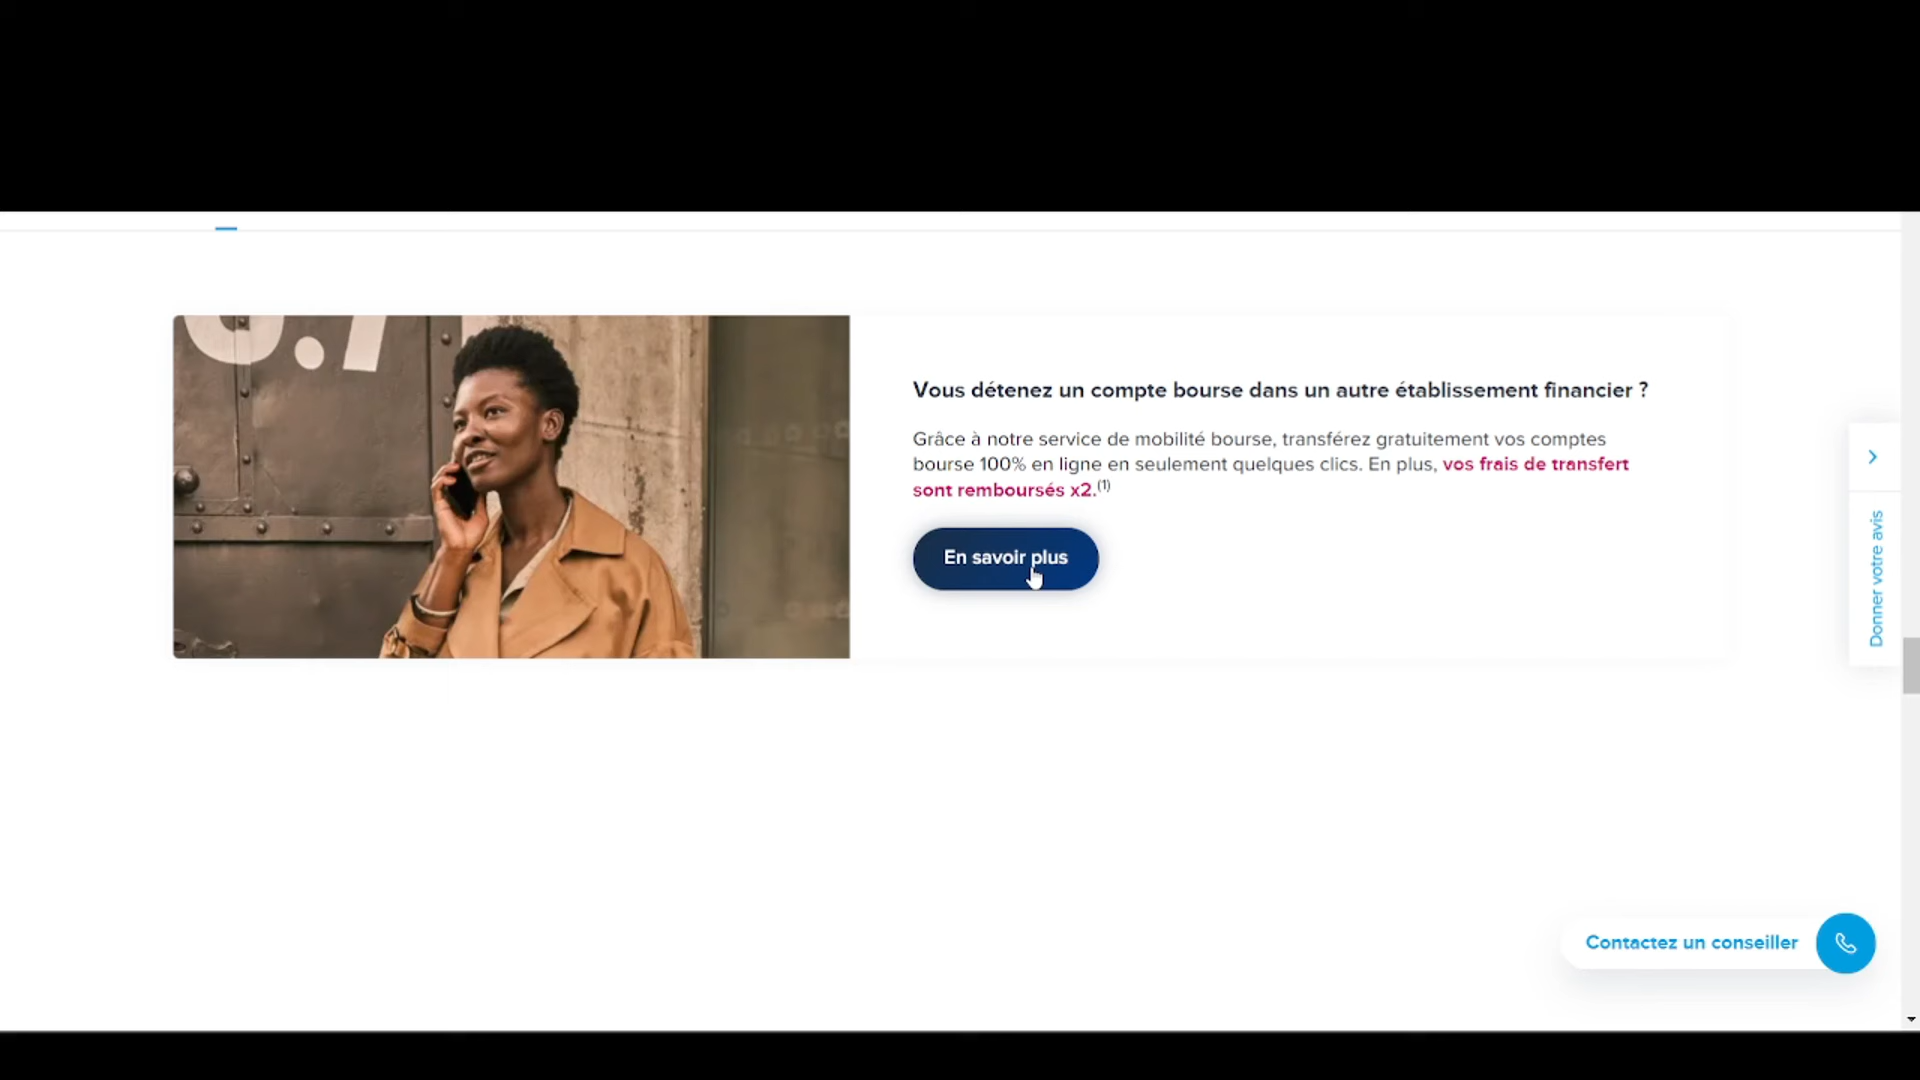 Vous détenez un compte bourse dans un autre établissement financier ?
Grâce à notre service de mobilité bourse, transférez gratuitement vos comptes
bourse 100% en ligne en seulement quelques clics. En plus, vos frais de transfert
sont remboursés x2.(1)
En savoir plus
Donner votre avis
Contactez un conseiller